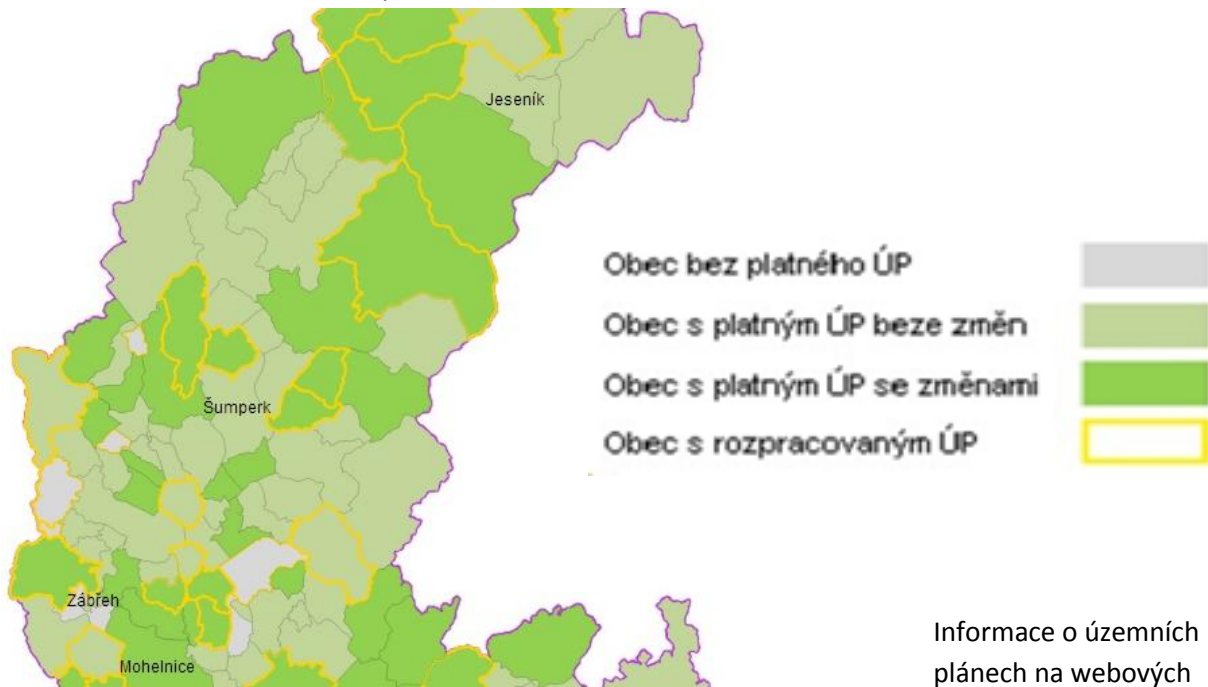 Jeseník
Obec bez platného ÚP
Obec s platným ÚP beze změn
Obec s platným ÚP se změnami
Obec s rozpracovaným ÚP
Šumperk
Zábřeh
Mohelnice
Informace o územních
plánech na webových